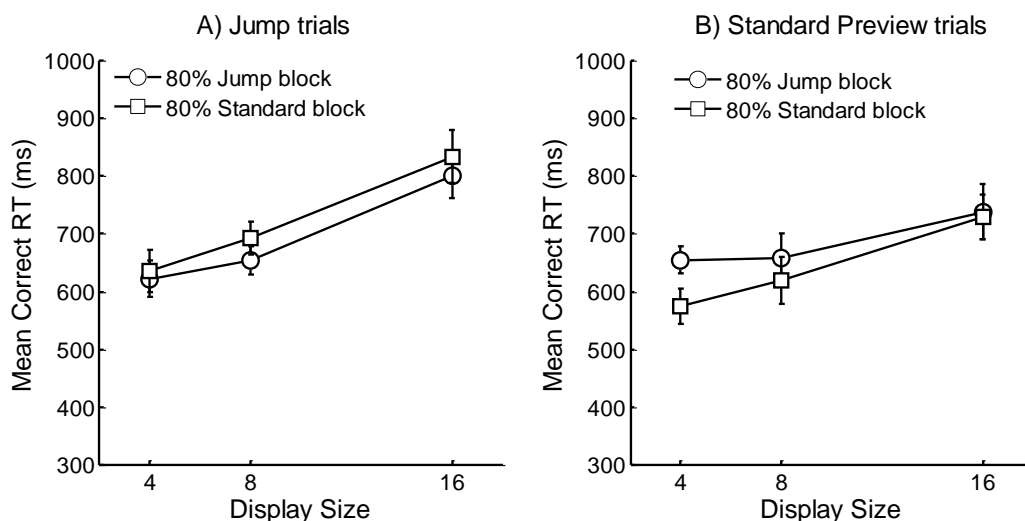 A) Jump trials
1000
900
800
700
600
500
400
300
Mean Correct RT (ms)
80% Jump block
80% Standard block
4
8
16
Display Size
B) Standard Preview trials
1000
900
800
700
600
500
400
300
Mean Correct RT (ms)
80% Jump block
80% Standard block
4
8
16
Display Size